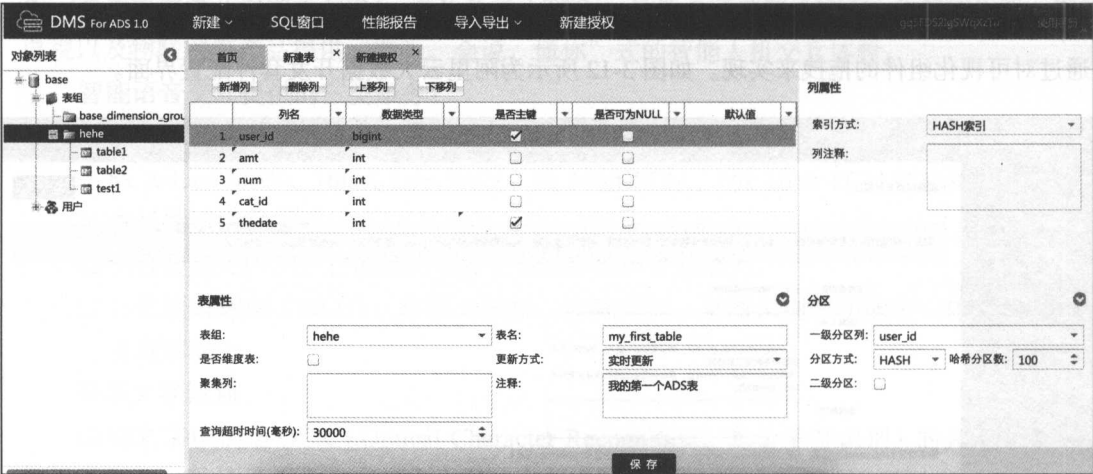 DMS For ADS 1.0 新建 SQL窗口 性能报告 导入导出 新建授权
对象列表
base
表组
base_dimension_grou
hehe
table1
table2
test1
用户
首页 新建表 × 新建授权 ×
新增列 删除列 上移列 下移列
列名 数据类型 是否主键 是否可为NULL 默认值
1 user_id bigint
2 amt int
3 num int
4 cat_id int
5 thedate int
列属性
索引方式: HASH索引
列注释:
表属性
表组: hehe 表名: my_first_table
是否维度表: 更新方式: 实时更新
聚集列: 注释: 我的第一个ADS表
查询超时时间(毫秒): 30000
分区
一级分区列: user_id
分区方式: HASH 哈希分区数: 100
二级分区:
保存